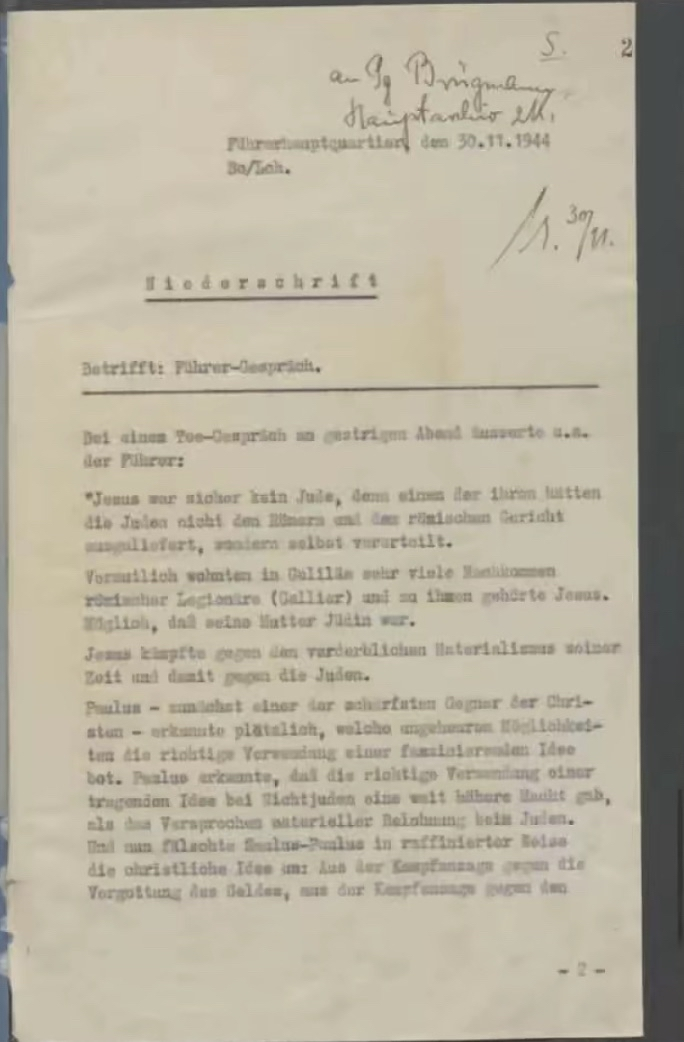 S.
2
an Pg Brügmann,
Hauptarchiv M.
Führerhauptquartier, den 30.11.1944
Bo/Lch.
30/11.
Niederschrift
Betrifft: Führer-Gespräch.
Bei einem Tee-Gespräch am gestrigen Abend äusserte u.a.
der Führer:
"Jesus war sicher kein Jude, denn einen der ihren hätten
die Juden nicht den Römern und dem römischen Gericht
ausgeliefert, sondern selbst verurteilt.
Vermutlich wohnten in Galiläa sehr viele Nachkommen
römischer Legionäre (Gallier) und zu ihnen gehörte Jesus.
Möglich, daß seine Mutter Jüdin war.
Jesus kämpfte gegen den verderblichen Materialismus seiner
Zeit und damit gegen die Juden.
Paulus - zunächst einer der schärfsten Gegner der Chri-
sten - erkannte plötzlich, welche ungeheuren Möglichkei-
ten die richtige Verwendung einer faszinierenden Idee
bot. Paulus erkannte, daß die richtige Verwendung einer
tragenden Idee bei Nichtjuden eine weit höhere Macht gab,
als das Versprechen materieller Belohnung beim Juden.
Und nun fälschte Saulus-Paulus in raffinierter Weise
die christliche Idee um: Aus der Kampfansage gegen die
Vergottung des Geldes, aus der Kampfansage gegen den
- 2 -